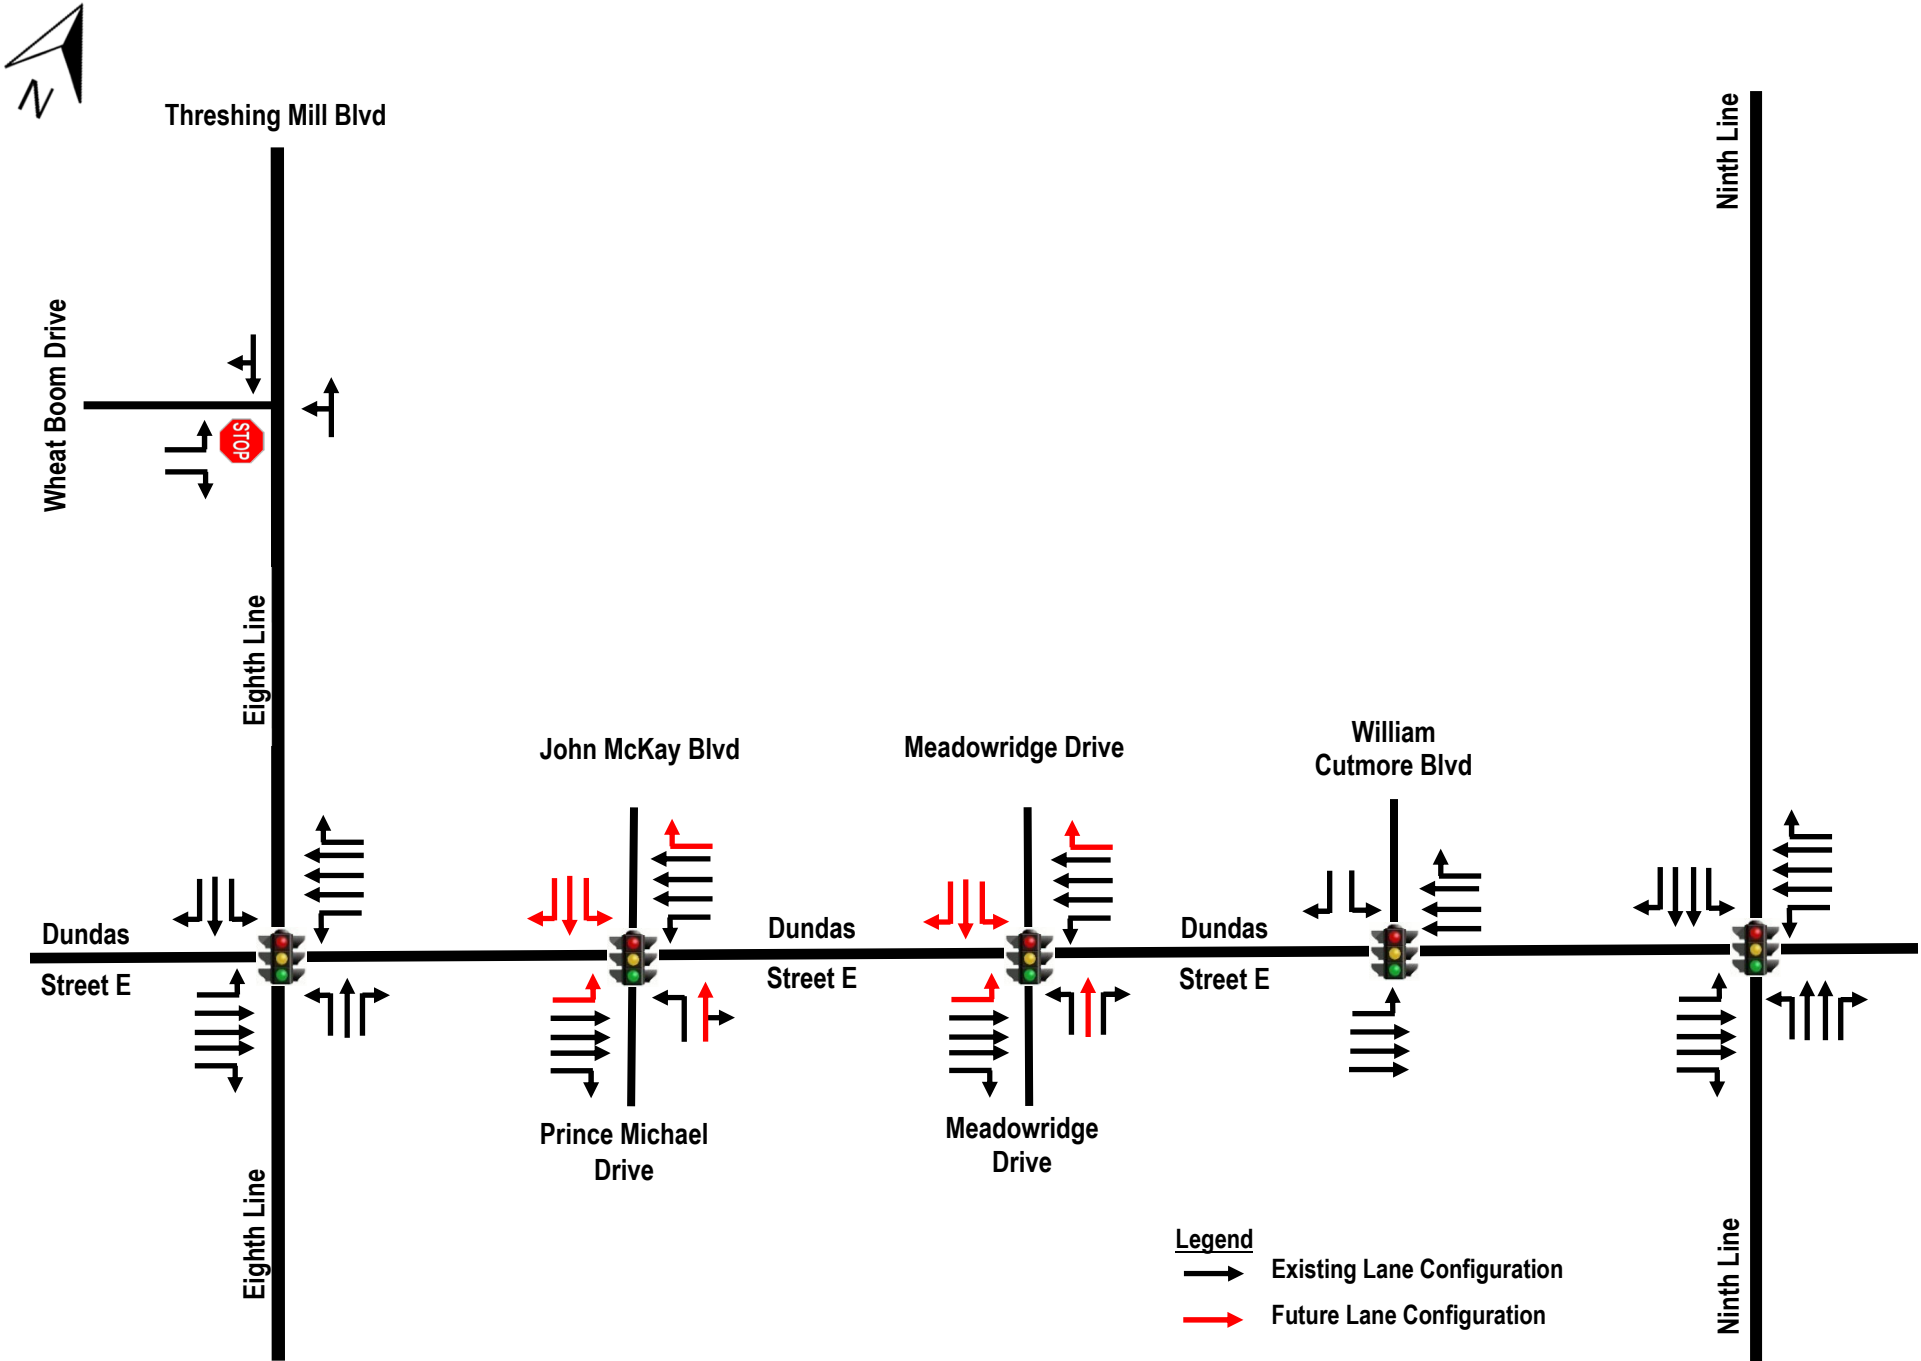 N
Threshing Mill Blvd
Ninth Line
Wheat Boom Drive
STOP
Eighth Line
John McKay Blvd
Meadowridge Drive
William
Cutmore Blvd
Dundas
Street E
Dundas
Street E
Dundas
Street E
Prince Michael
Drive
Meadowridge
Drive
Eighth Line
Ninth Line
Legend
Existing Lane Configuration
Future Lane Configuration